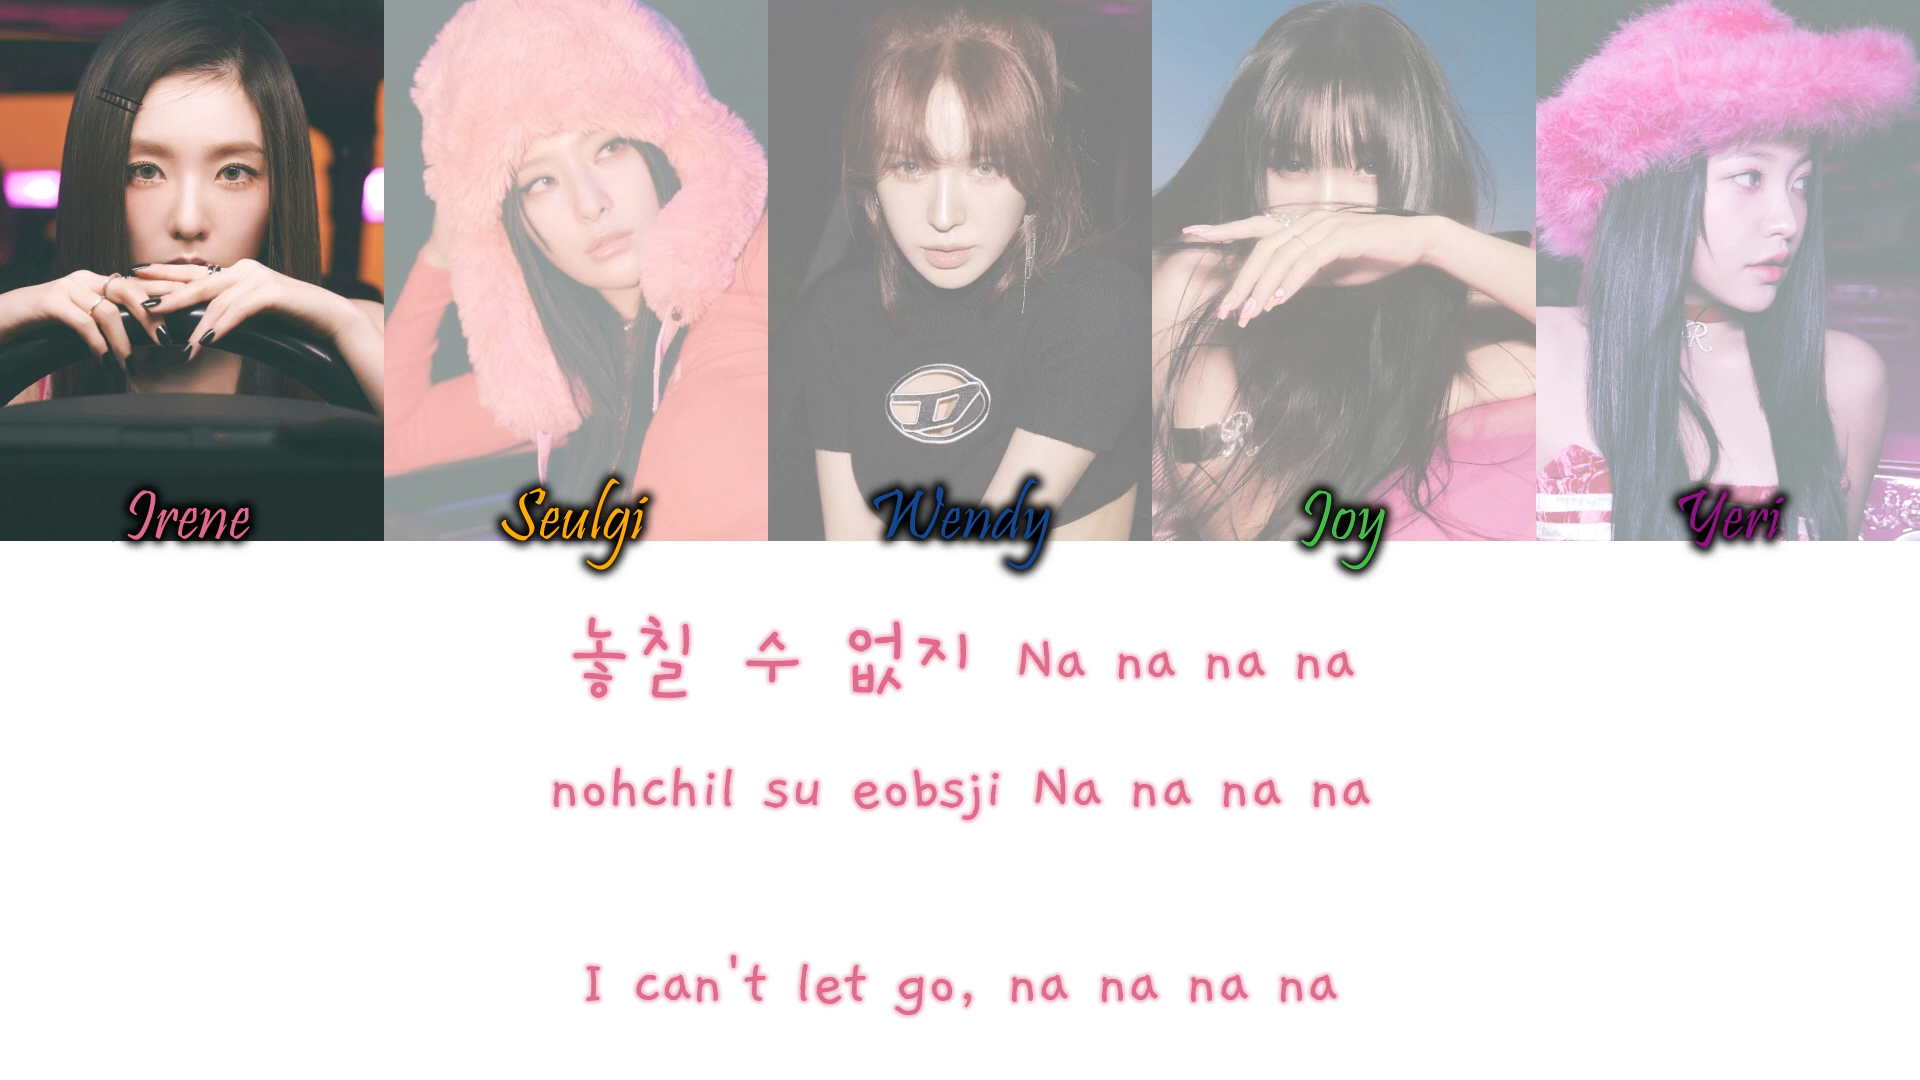 Irene Seulgi Wendy Joy Yeri
놓칠 수 없지 Na na na na
nohchil su eobsji Na na na na
I can't let go, na na na na